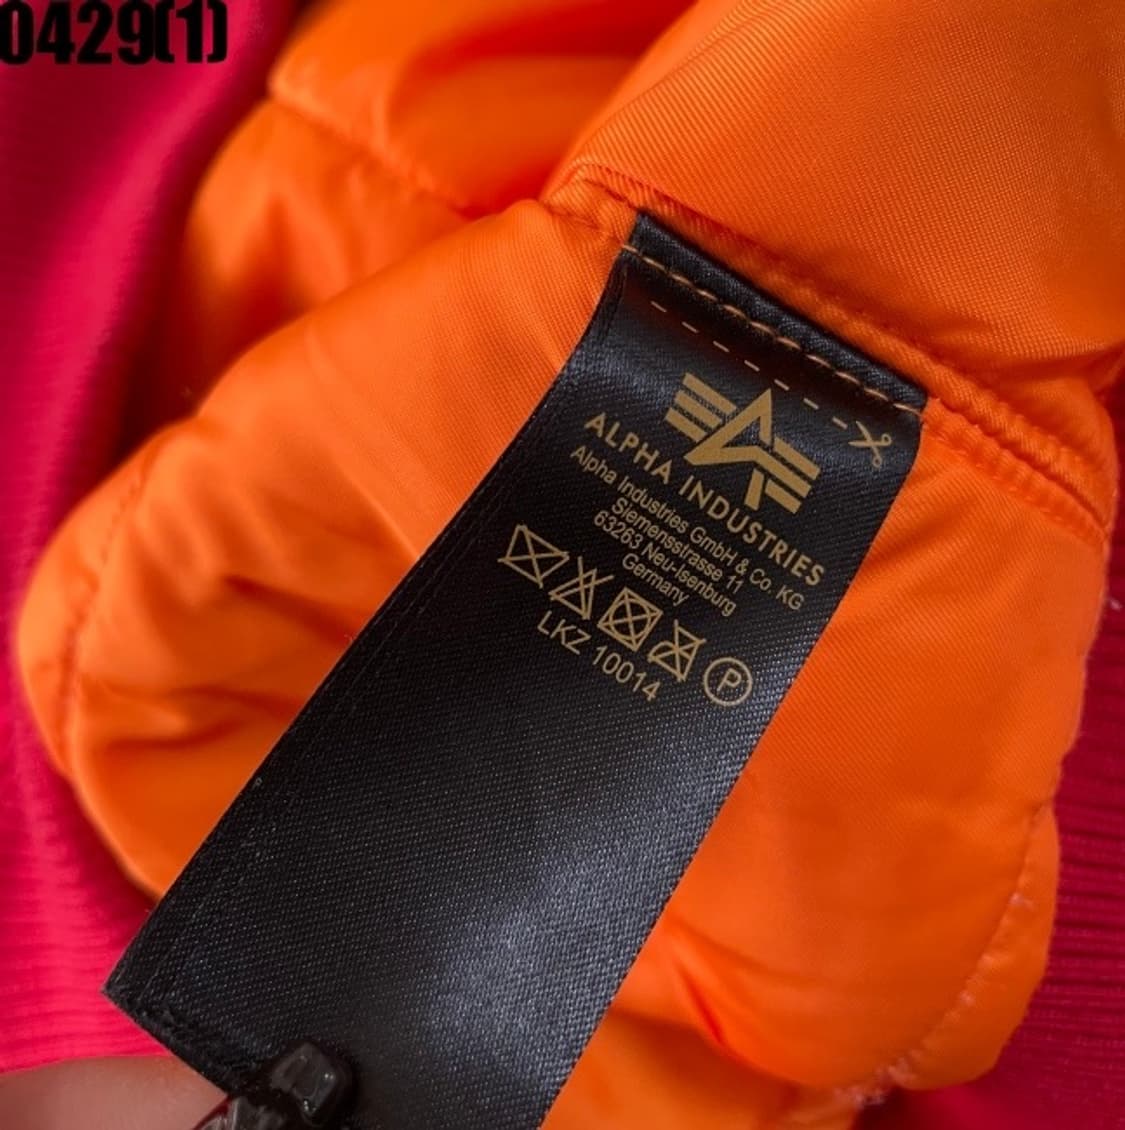 0429(1)
ALPHA INDUSTRIES
Alpha Industries GmbH & Co. KG
Siemensstrasse 11
63263 Neu-Isenburg
Germany
P
LKZ 10014